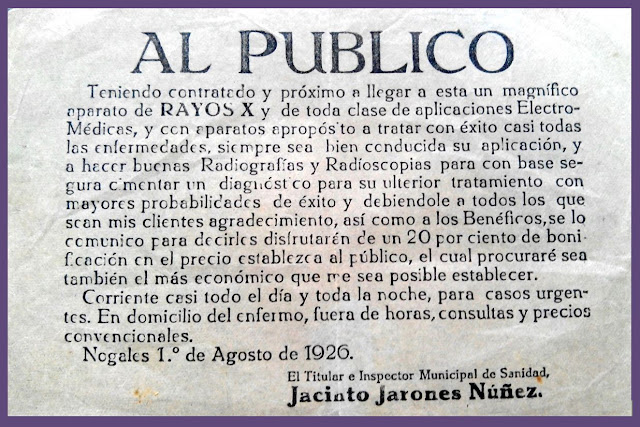 AL PUBLICO
Teniendo contratado y próximo a llegar a esta un magnífico
aparato de RAYOS X y de toda clase de aplicaciones Electro-
Médicas, y con aparatos apropósito a tratar con éxito casi todas
las enfermedades, siempre sea bien conducida su aplicación, y
a hacer buenas Radiografías y Radioscopias para con base se-
gura cimentar un diagnóstico para su ulterior tratamiento con
mayores probabilidades de éxito y debiendole a todos los que
sean mis clientes agradecimiento, así como a los Benéficos, se lo
comunico para decirles disfrutarén de un 20 por ciento de boni-
ficación en el precio establezca al público, el cual procuraré sea
también el más económico que me sea posible establecer.
Corriente casi todo el día y toda la noche, para casos urgen-
tes. En domicilio del enfermo, fuera de horas, consultas y precios
convencionales.
Nogales 1.º de Agosto de 1926.
El Titular e Inspector Municipal de Sanidad,
Jacinto Jarones Núñez.